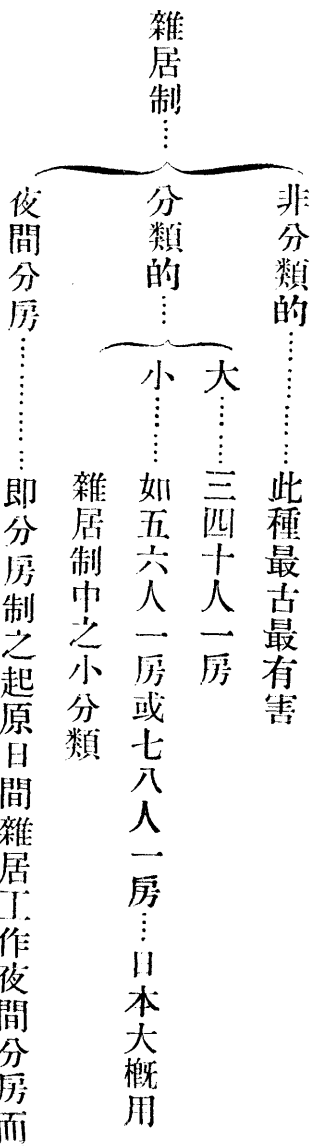 雜居制…
非分類的…………此種最古最有害
分類的…
大………三四十人一房
小………如五六人一房或七八人一房…日本大槪用
雜居制中之小分類
夜間分房…………卽分房制之起原日間雜居工作夜間分房而